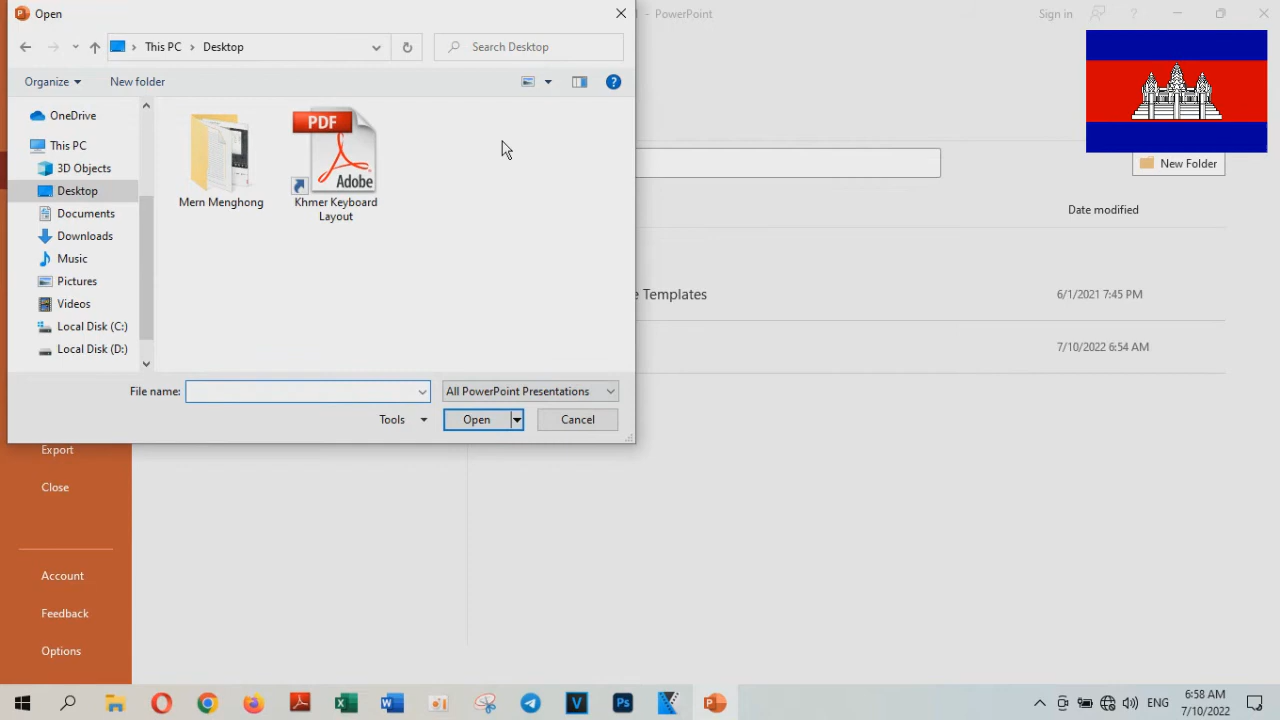 Open
- PowerPoint
Sign in
?
This PC
Desktop
Search Desktop
Organize
New folder
?
OneDrive
This PC
3D Objects
Desktop
Documents
Downloads
Music
Pictures
Videos
Local Disk (C:)
Local Disk (D:)
Mern Menghong
PDF
Adobe
Khmer Keyboard
Layout
New Folder
Date modified
e Templates
6/1/2021 7:45 PM
7/10/2022 6:54 AM
File name:
All PowerPoint Presentations
Tools
Open
Cancel
Export
Close
Account
Feedback
Options
ENG
6:58 AM
7/10/2022